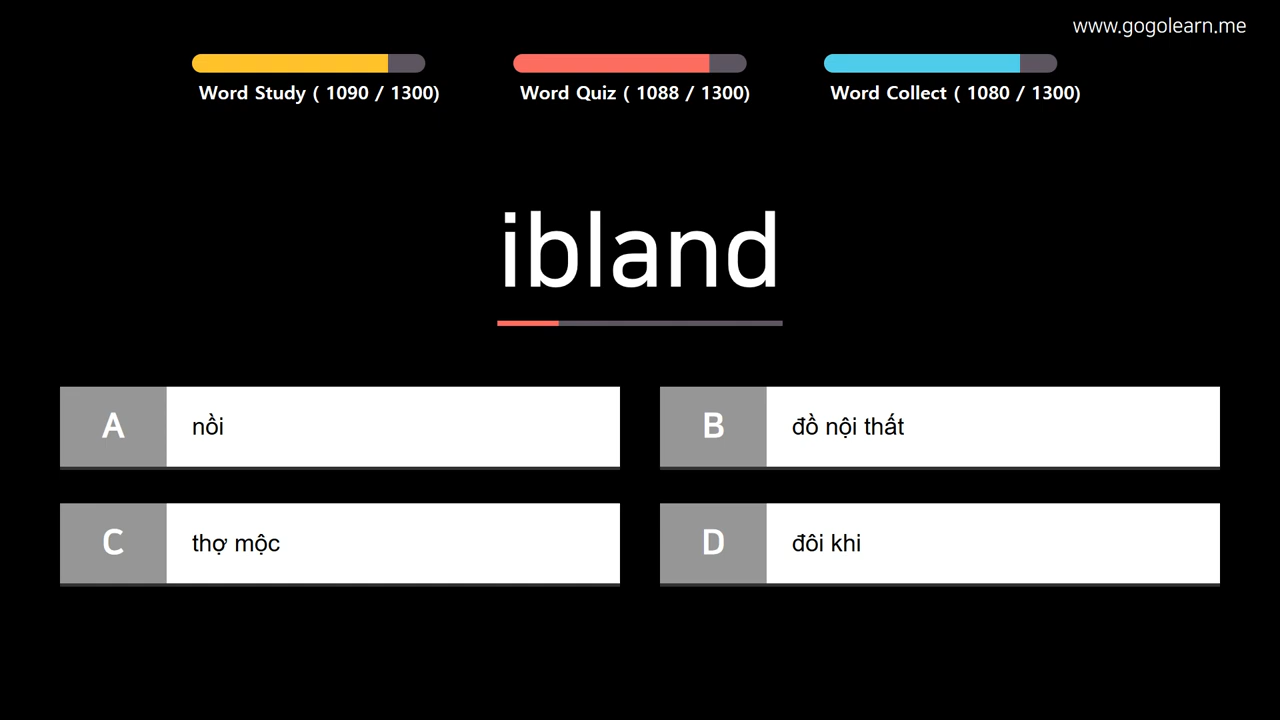 www.gogolearn.me
Word Study ( 1090 / 1300)
Word Quiz ( 1088 / 1300)
Word Collect ( 1080 / 1300)
ibland
A nồi
B đồ nội thất
C thợ mộc
D đôi khi